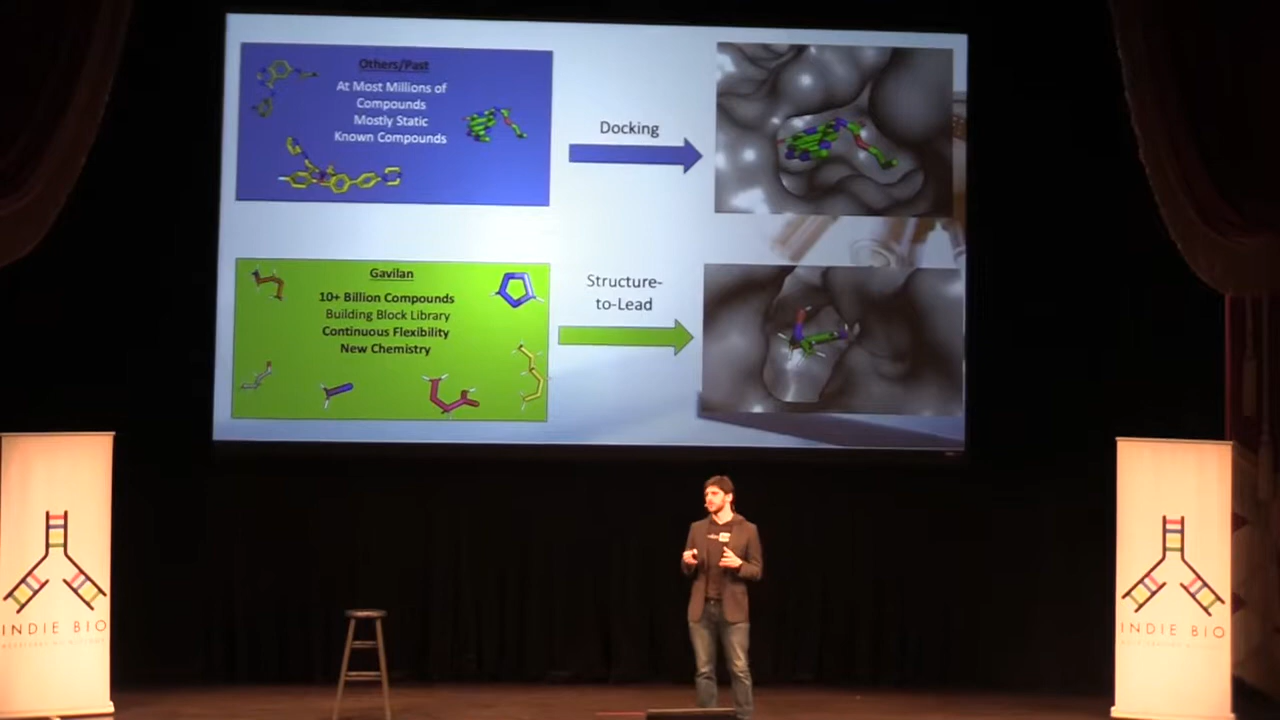 Others/Past
At Most Millions of
Compounds
Mostly Static
Known Compounds
Docking
Gavilan
10+ Billion Compounds
Building Block Library
Continuous Flexibility
New Chemistry
Structure-
to-Lead
INDIE BIO
INDIE BIO